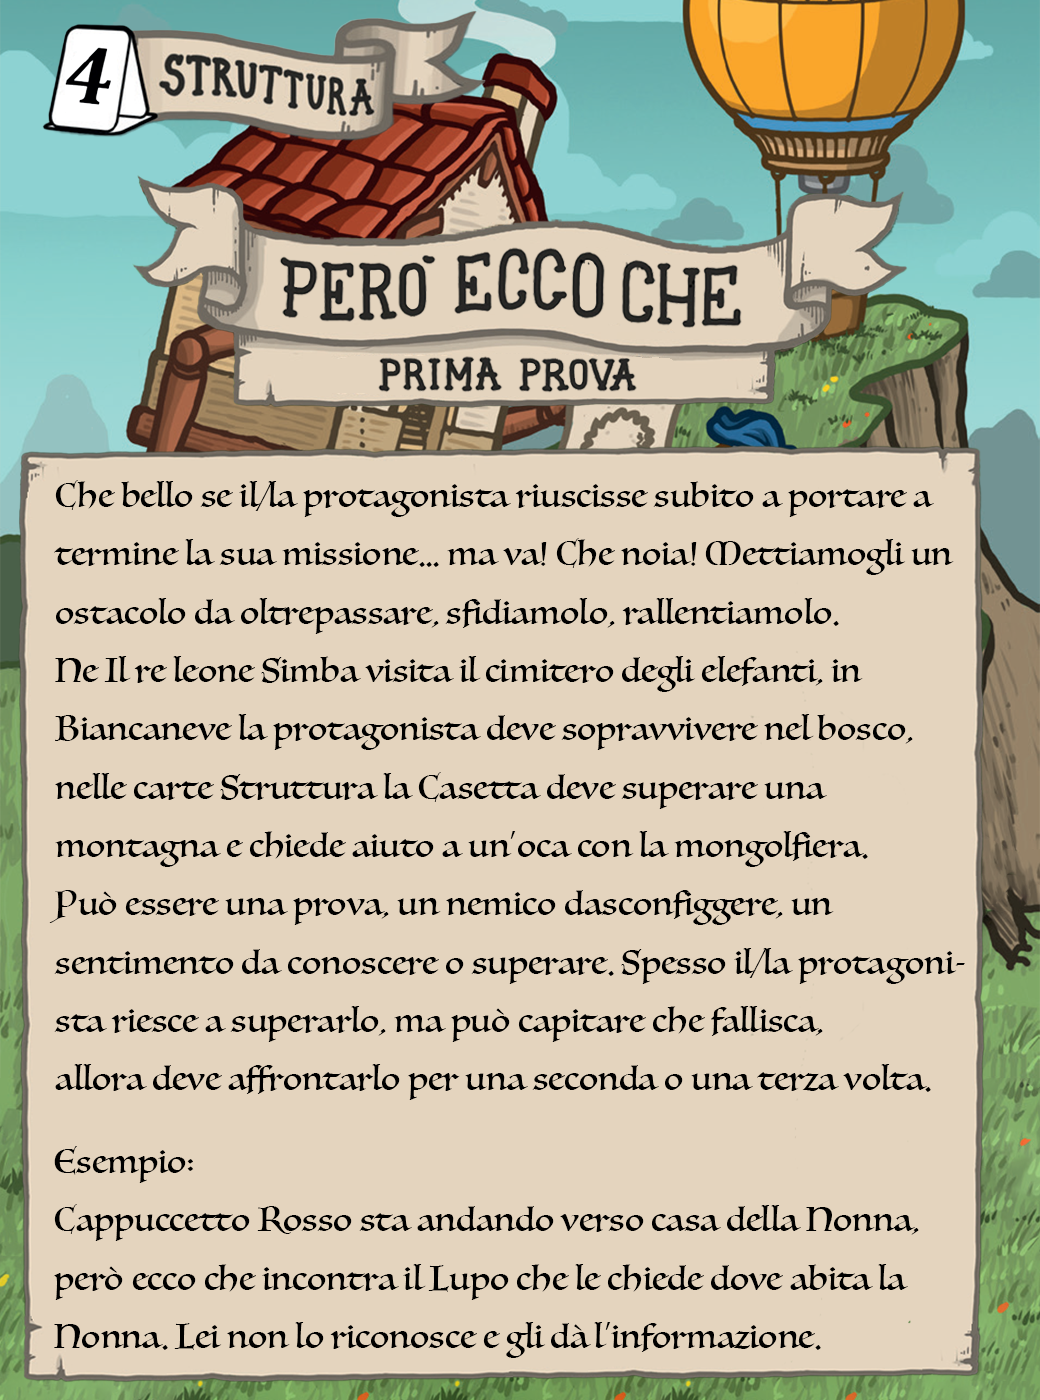 4
STRUTTURA
PERÒ ECCO CHE
PRIMA PROVA
Che bello se il/la protagonista riuscisse subito a portare a
termine la sua missione... ma va! Che noia! Mettiamogli un
ostacolo da oltrepassare, sfidiamolo, rallentiamolo.
Ne Il re leone Simba visita il cimitero degli elefanti, in
Biancaneve la protagonista deve sopravvivere nel bosco,
nelle carte Struttura la Casetta deve superare una
montagna e chiede aiuto a un'oca con la mongolfiera.
Può essere una prova, un nemico dasconfiggere, un
sentimento da conoscere o superare. Spesso il/la protagoni-
sta riesce a superarlo, ma può capitare che fallisca,
allora deve affrontarlo per una seconda o una terza volta.
Esempio:
Cappuccetto Rosso sta andando verso casa della Nonna,
però ecco che incontra il Lupo che le chiede dove abita la
Nonna. Lei non lo riconosce e gli dà l'informazione.